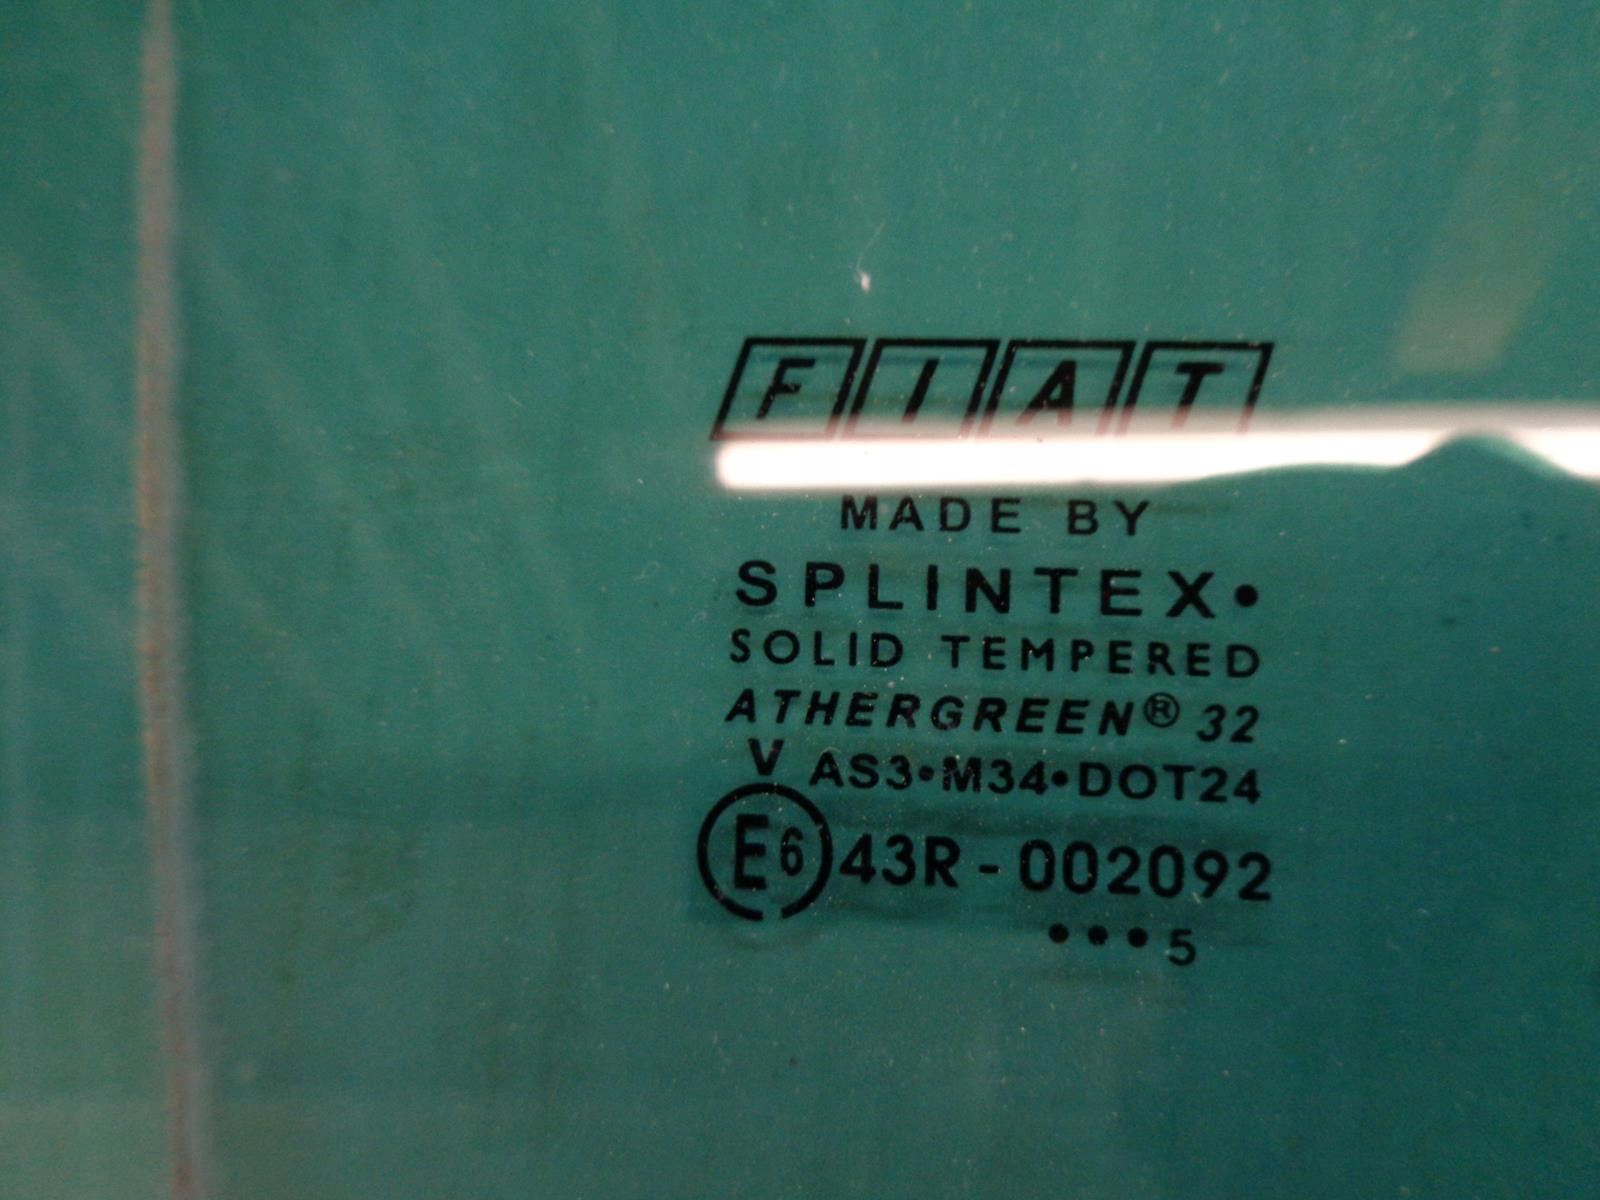 FIAT
MADE BY
SPLINTEX•
SOLID TEMPERED
ATHERGREEN® 32
V AS3•M34•DOT24
E6 43R - 002092
•••5